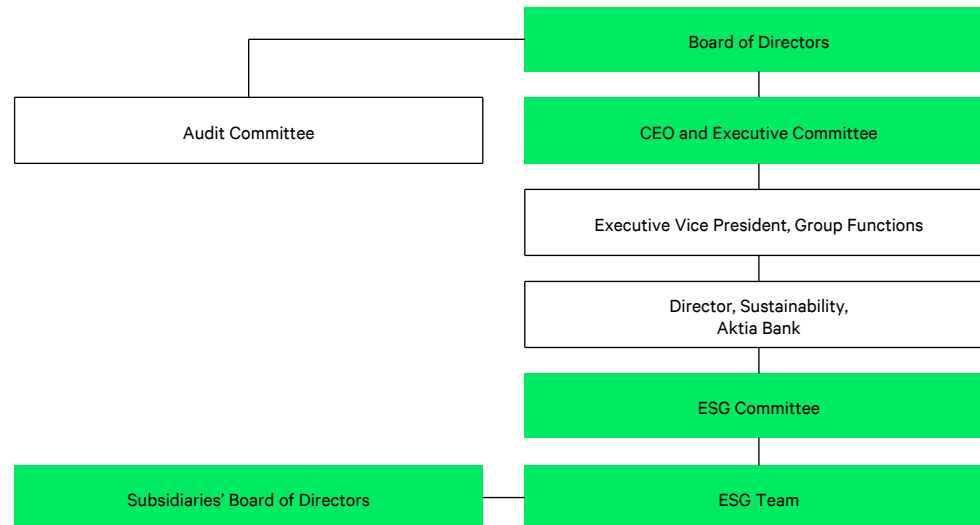 Board of Directors
Audit Committee
CEO and Executive Committee
Executive Vice President, Group Functions
Director, Sustainability,
Aktia Bank
ESG Committee
Subsidiaries’ Board of Directors
ESG Team